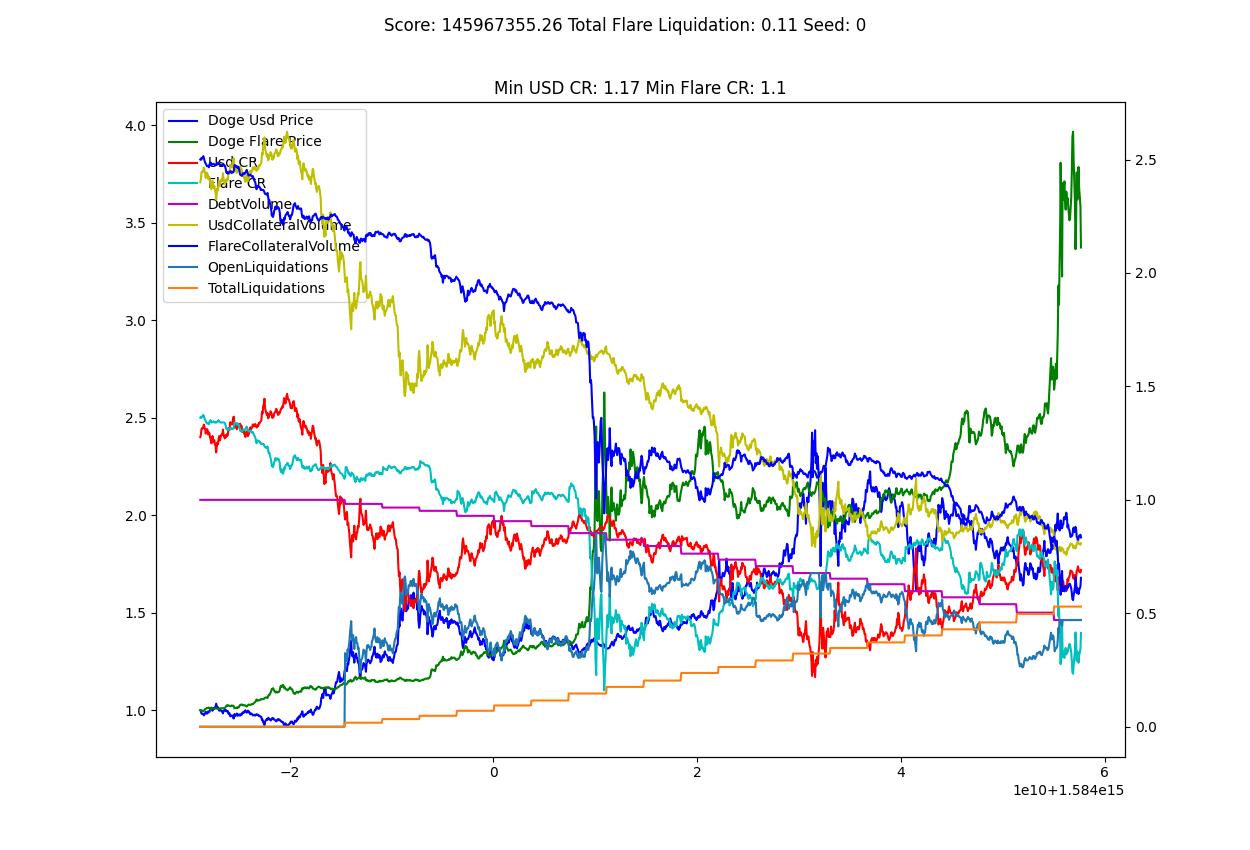 Score: 145967355.26 Total Flare Liquidation: 0.11 Seed: 0
Min USD CR: 1.17 Min Flare CR: 1.1
Doge Usd Price
Doge Flare Price
Usd CR
Flare CR
DebtVolume
UsdCollateralVolume
FlareCollateralVolume
OpenLiquidations
TotalLiquidations
4.0
3.5
3.0
2.5
2.0
1.5
1.0
2.5
2.0
1.5
1.0
0.5
0.0
−2 0 2 4 6
1e10+1.584e15